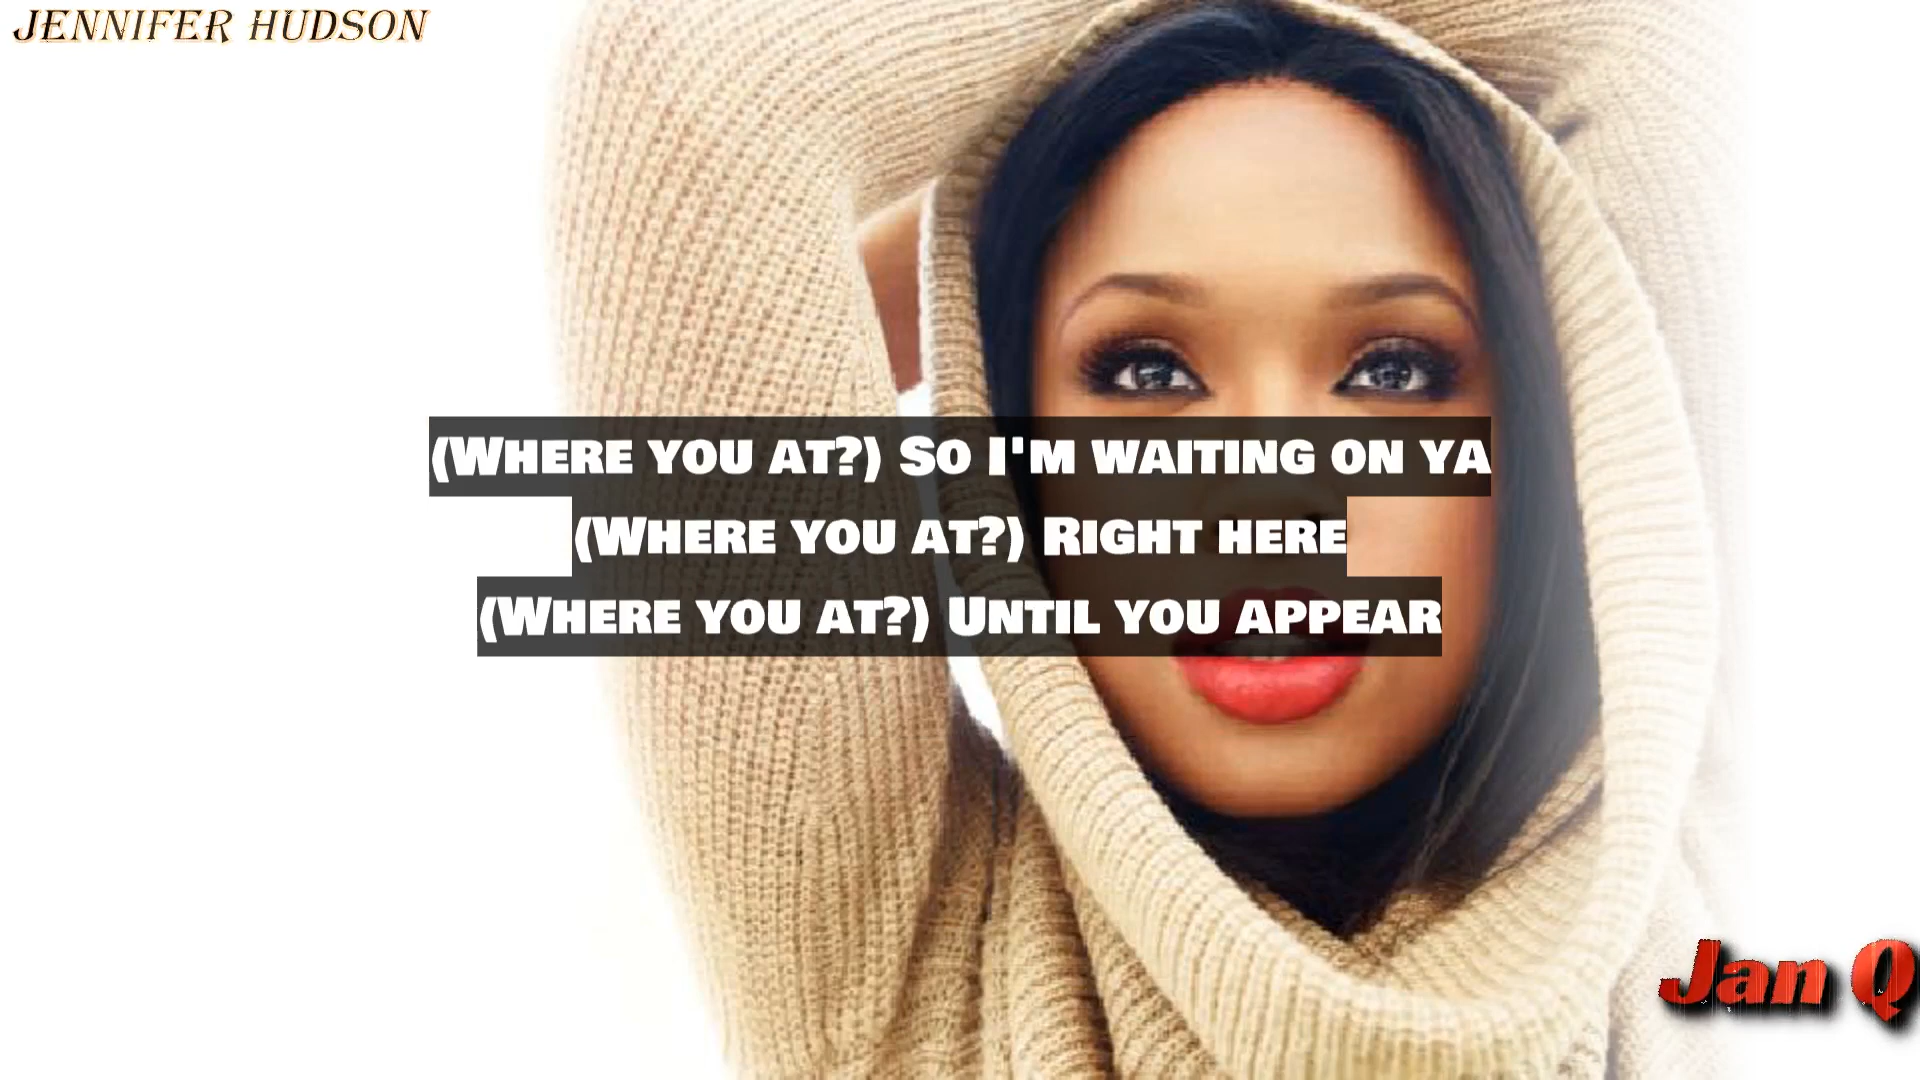 JENNIFER HUDSON
(Where you at?) So I'm waiting on ya
(Where you at?) Right here
(Where you at?) Until you appear
Jan Q